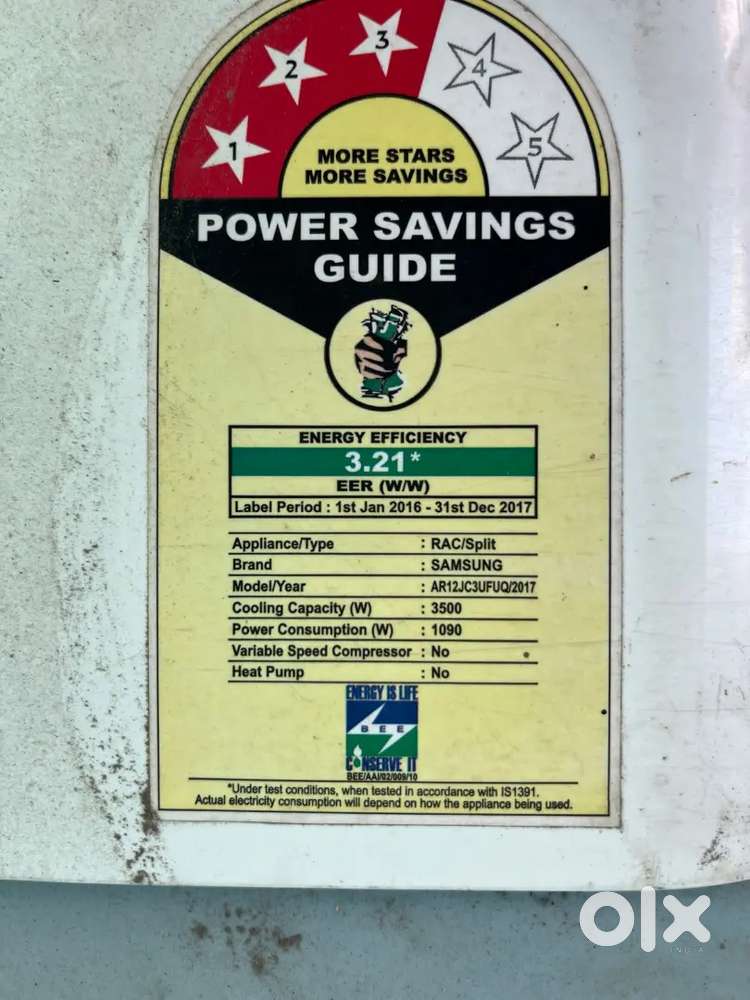 1 2 3 4 5
MORE STARS
MORE SAVINGS
POWER SAVINGS
GUIDE
ENERGY EFFICIENCY
3.21*
EER (W/W)
Label Period : 1st Jan 2016 - 31st Dec 2017
Appliance/Type : RAC/Split
Brand : SAMSUNG
Model/Year : AR12JC3UFUQ/2017
Cooling Capacity (W) : 3500
Power Consumption (W) : 1090
Variable Speed Compressor : No
Heat Pump : No
ENERGY IS LIFE
BEE
CONSERVE IT
BEE/AAI/02/009/10
*Under test conditions, when tested in accordance with IS1391.
Actual electricity consumption will depend on how the appliance being used.
olx
INDIA